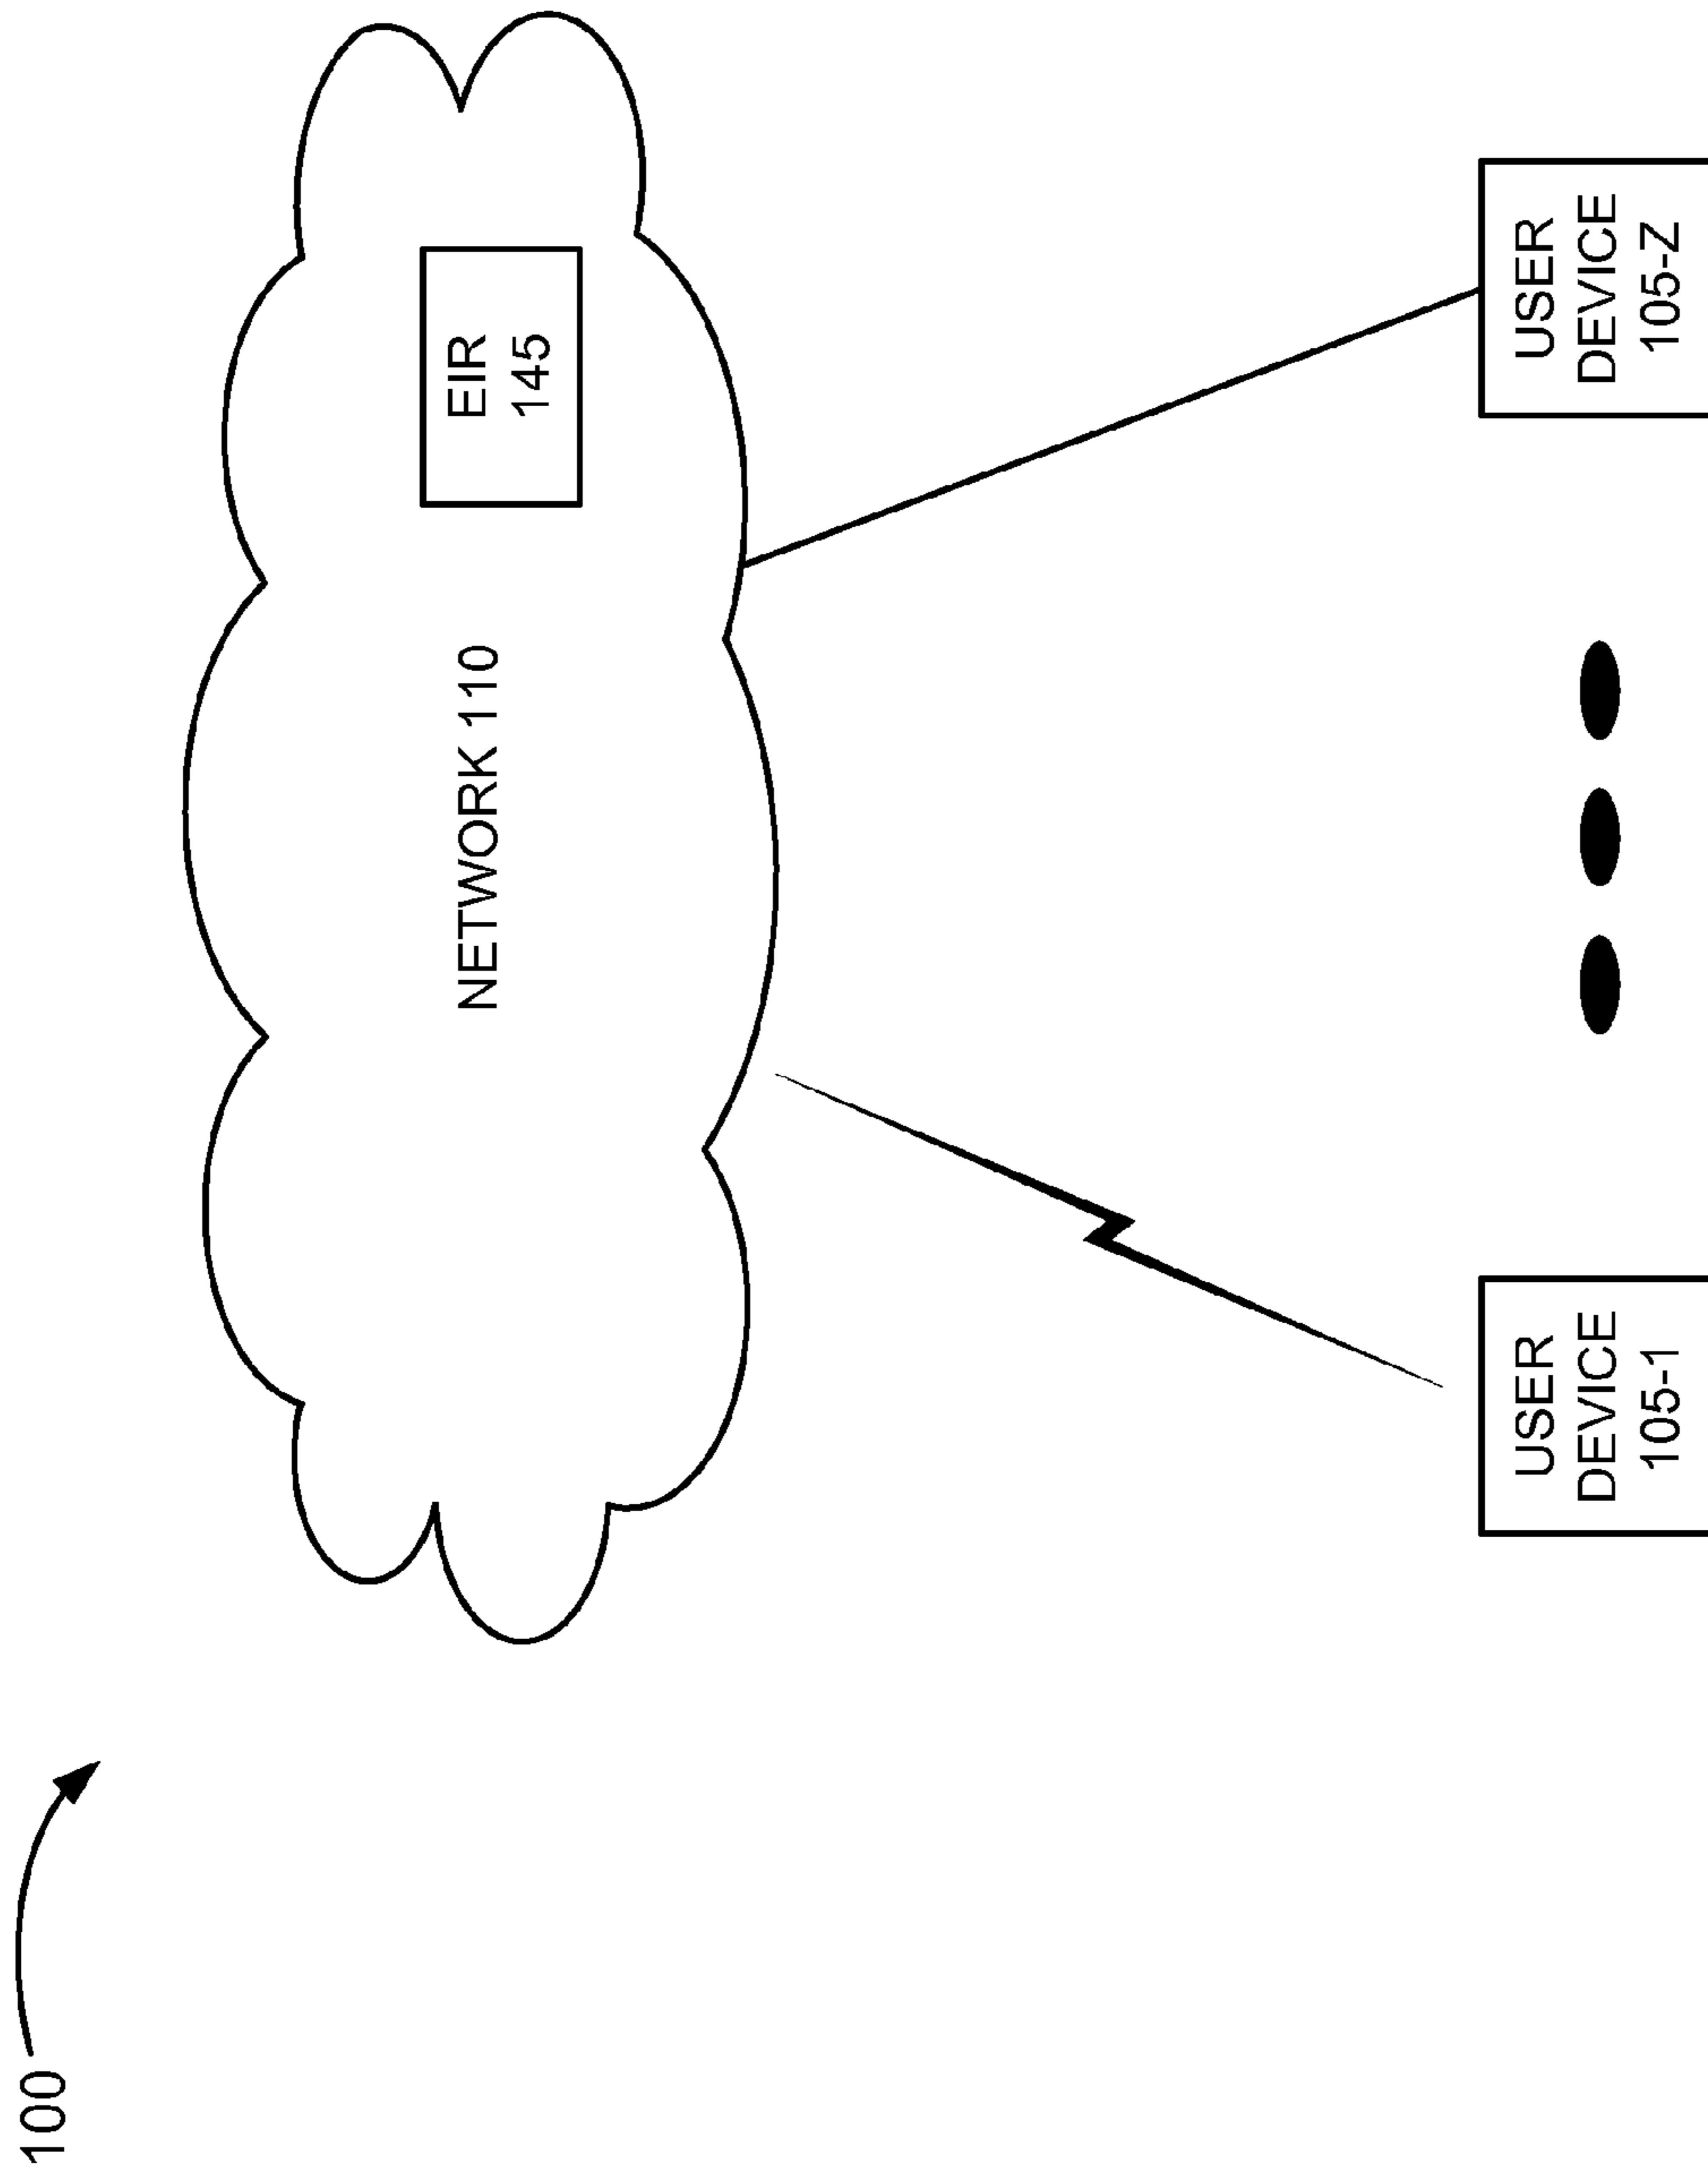 100
NETWORK 110
EIR
145
USER
DEVICE
105-1
USER
DEVICE
105-Z